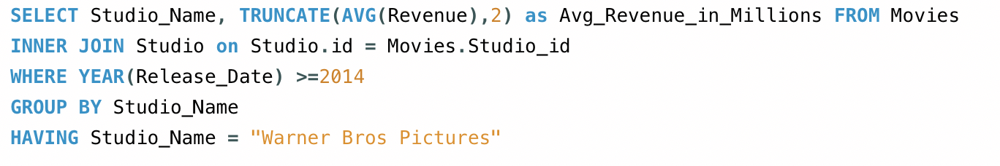 SELECT Studio_Name, TRUNCATE(AVG(Revenue),2) as Avg_Revenue_in_Millions FROM Movies
INNER JOIN Studio on Studio.id = Movies.Studio_id
WHERE YEAR(Release_Date) >=2014
GROUP BY Studio_Name
HAVING Studio_Name = "Warner Bros Pictures"